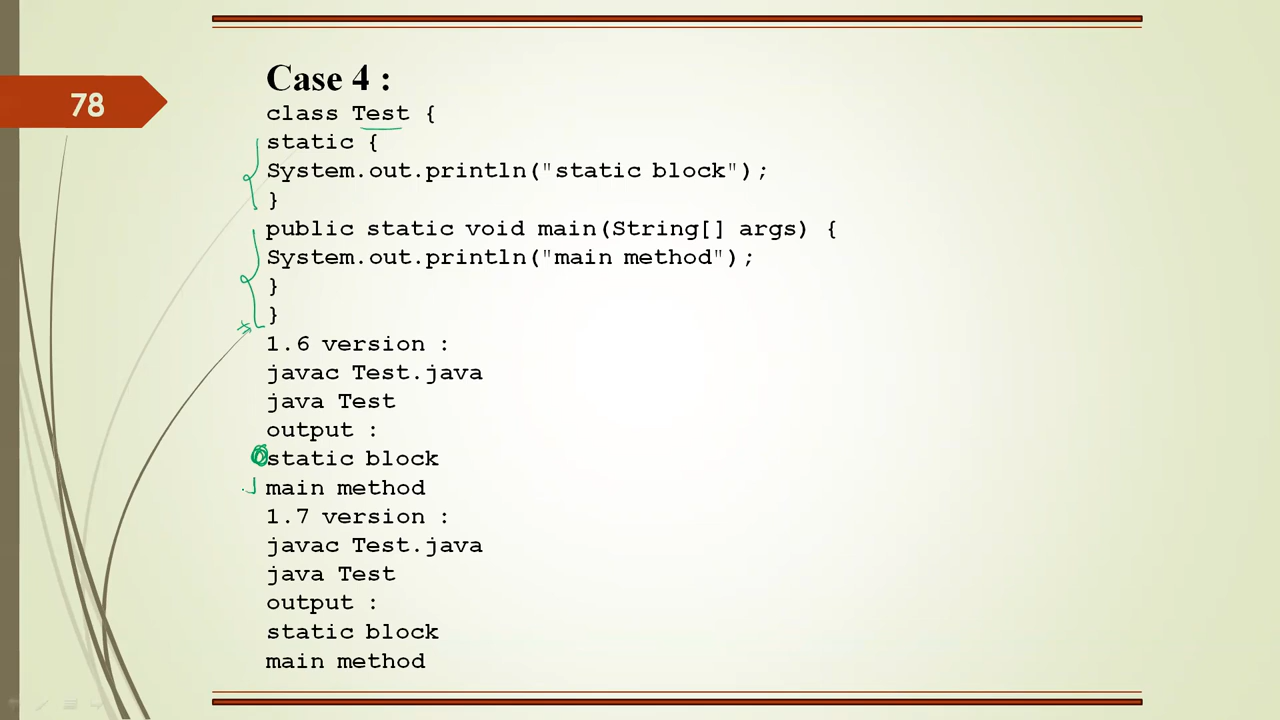 78
Case 4 :
class Test {
static {
System.out.println("static block");
}
public static void main(String[] args) {
System.out.println("main method");
}
}
1.6 version :
javac Test.java
java Test
output :
static block
main method
1.7 version :
javac Test.java
java Test
output :
static block
main method